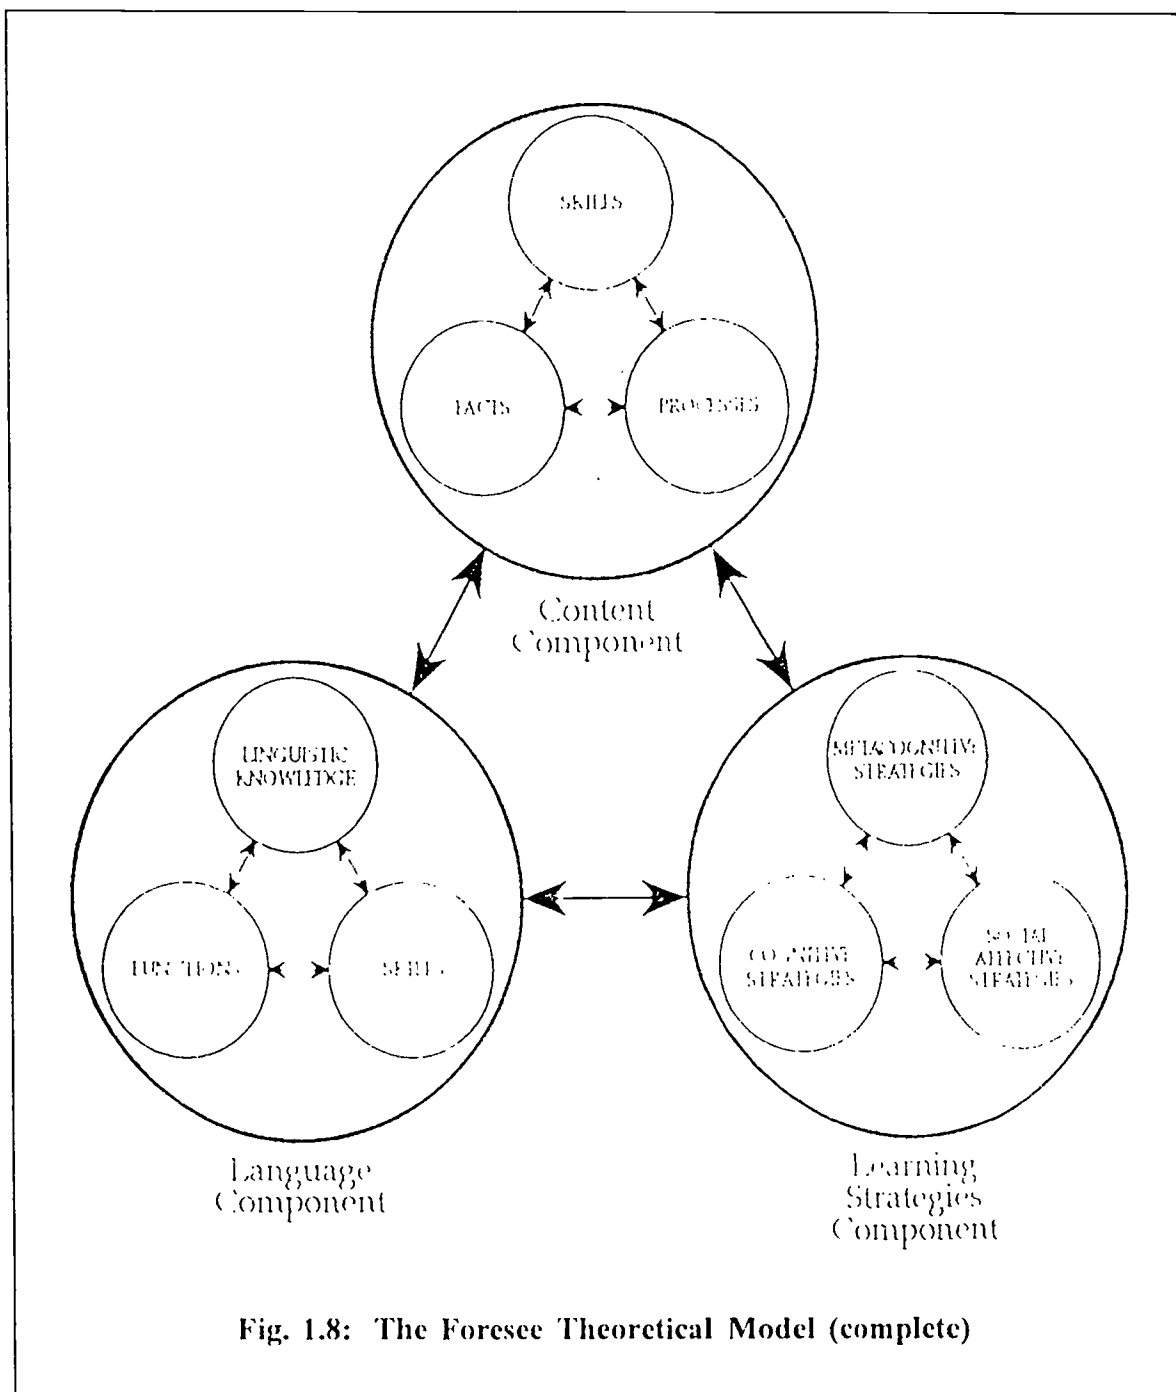 SKILLS
FACTS
PROCESSES
Content
Component
LINGUISTIC
KNOWLEDGE
FUNCTIONS
SKILLS
METACOGNITIVE
STRATEGIES
COGNITIVE
STRATEGIES
SOCIAL
AFFECTIVE
STRATEGIES
Language
Component
Learning
Strategies
Component
Fig. 1.8: The Foresee Theoretical Model (complete)